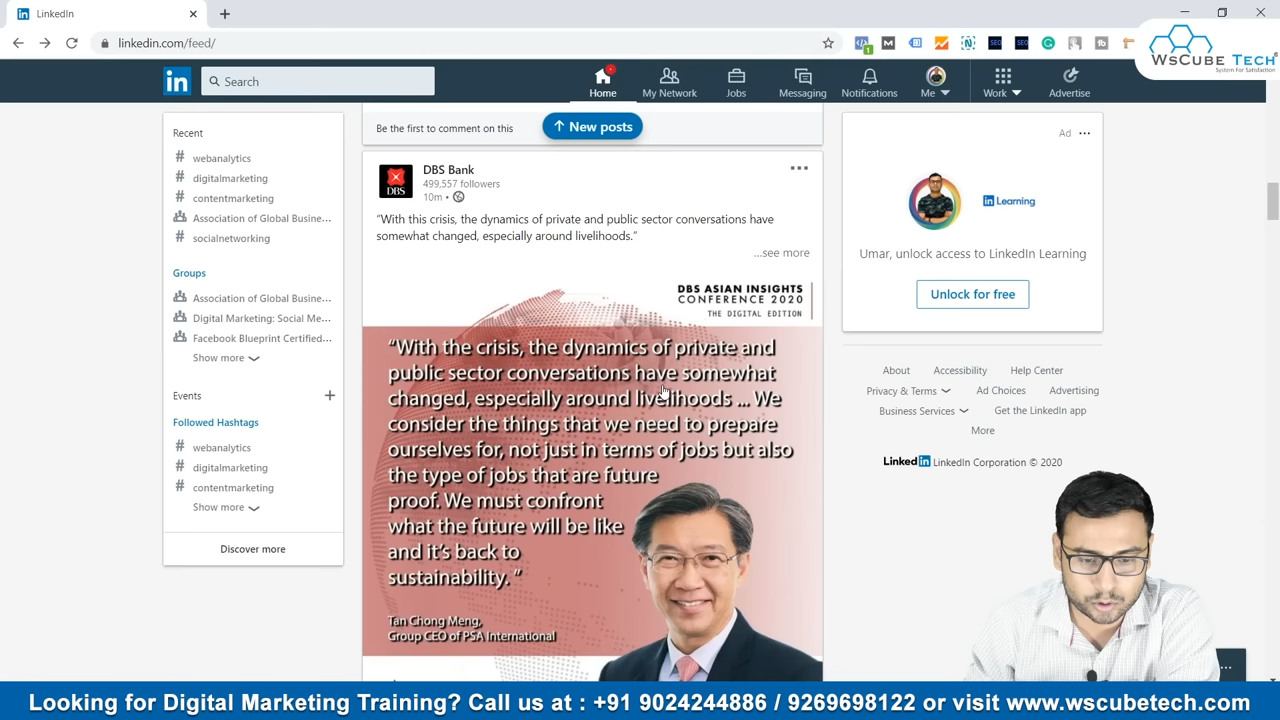 LinkedIn
linkedin.com/feed/
1
WsCube Tech
System For Satisfaction
in
Search
Home
My Network
Jobs
Messaging
Notifications
Me
Work
Advertise
Recent
# webanalytics
# digitalmarketing
# contentmarketing
Association of Global Busine...
# socialnetworking
Groups
Association of Global Busine...
Digital Marketing: Social Me...
Facebook Blueprint Certified...
Show more
Events
Followed Hashtags
# webanalytics
# digitalmarketing
# contentmarketing
Show more
Discover more
Be the first to comment on this
↑ New posts
DBS
DBS Bank
499,557 followers
10m •
“With this crisis, the dynamics of private and public sector conversations have
somewhat changed, especially around livelihoods.”
...see more
DBS ASIAN INSIGHTS
CONFERENCE 2020
THE DIGITAL EDITION
“With the crisis, the dynamics of private and
public sector conversations have somewhat
changed, especially around livelihoods ... We
consider the things that we need to prepare
ourselves for, not just in terms of jobs but also
the type of jobs that are future
proof. We must confront
what the future will be like
and it’s back to
sustainability. ”
Tan Chong Meng,
Group CEO of PSA International
Ad
in Learning
Umar, unlock access to LinkedIn Learning
Unlock for free
About Accessibility Help Center
Privacy & Terms Ad Choices Advertising
Business Services Get the LinkedIn app
More
LinkedIn LinkedIn Corporation © 2020
Looking for Digital Marketing Training? Call us at : +91 9024244886 / 9269698122 or visit www.wscubetech.com